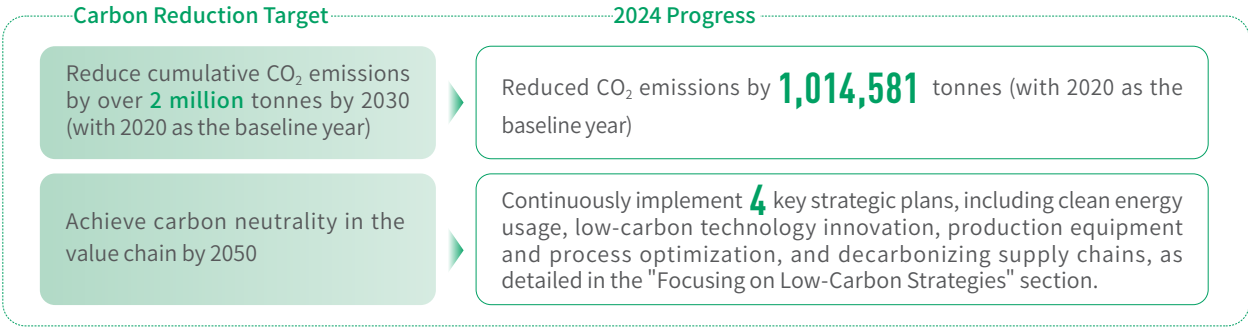 Carbon Reduction Target
2024 Progress
Reduce cumulative CO₂ emissions
by over 2 million tonnes by 2030
(with 2020 as the baseline year)
Reduced CO₂ emissions by 1,014,581 tonnes (with 2020 as the
baseline year)
Achieve carbon neutrality in the
value chain by 2050
Continuously implement 4 key strategic plans, including clean energy
usage, low-carbon technology innovation, production equipment
and process optimization, and decarbonizing supply chains, as
detailed in the "Focusing on Low-Carbon Strategies" section.